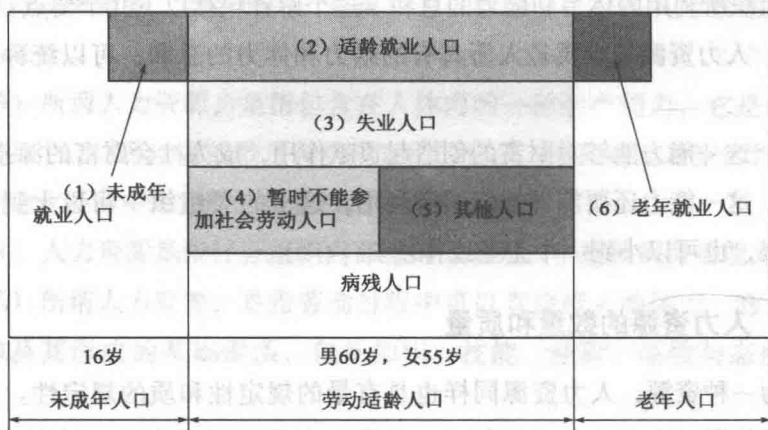 (2) 适龄就业人口
(3) 失业人口
(1) 未成年
就业人口
(4) 暂时不能参
加社会劳动人口
(5) 其他人口
(6) 老年就业人口
病残人口
16岁
男60岁，女55岁
未成年人口
劳动适龄人口
老年人口